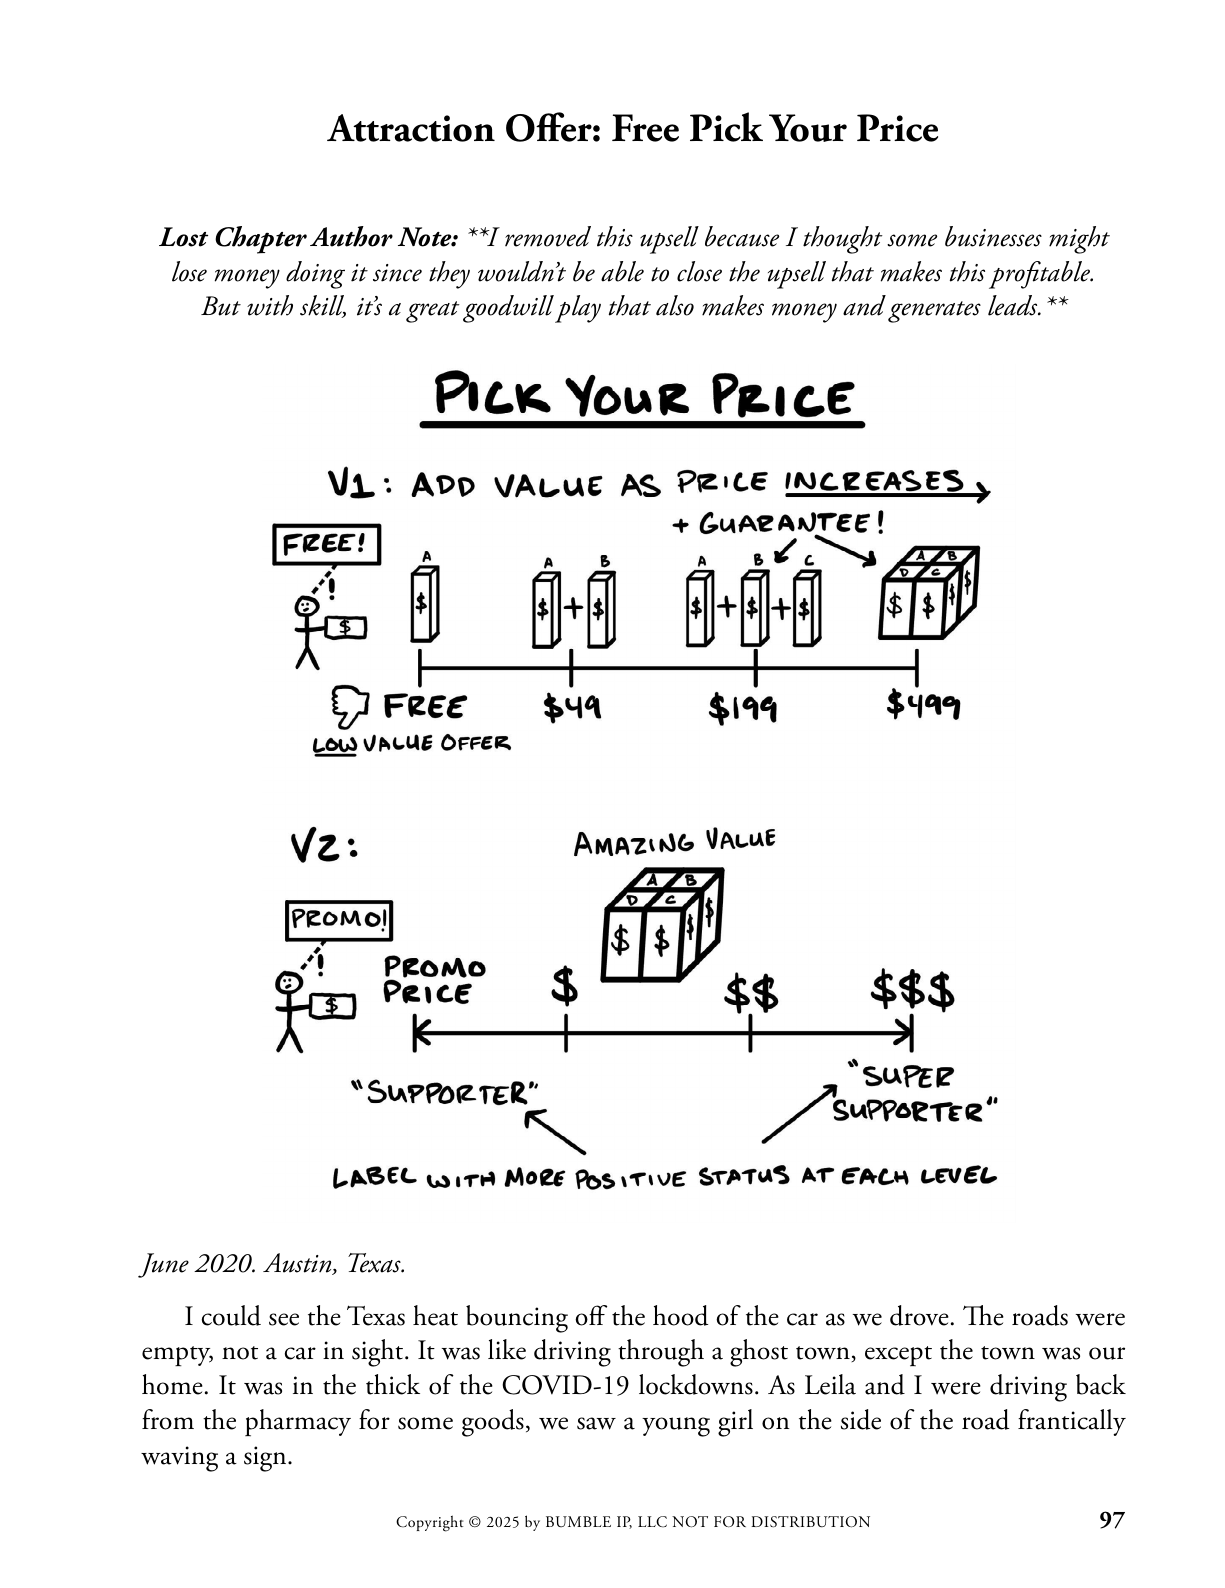 Attraction Offer: Free Pick Your Price
Lost Chapter Author Note: **I removed this upsell because I thought some businesses might
lose money doing it since they wouldn't be able to close the upsell that makes this profitable.
But with skill, it's a great goodwill play that also makes money and generates leads.**
PICK YOUR PRICE
V1: ADD VALUE AS PRICE INCREASES
+ GUARANTEE!
FREE!
!
$
A
$
A B
$ + $
A B C
$ + $ + $
A B
D C
$ $ $ $
FREE $49 $199 $499
LOW VALUE OFFER
V2:
AMAZING VALUE
A B
D C
$ $ $ $
PROMO!
!
$
PROMO
PRICE
$ $$ $$$
"SUPPORTER"
"SUPER
SUPPORTER"
LABEL WITH MORE POSITIVE STATUS AT EACH LEVEL
June 2020. Austin, Texas.
I could see the Texas heat bouncing off the hood of the car as we drove. The roads were
empty, not a car in sight. It was like driving through a ghost town, except the town was our
home. It was in the thick of the COVID-19 lockdowns. As Leila and I were driving back
from the pharmacy for some goods, we saw a young girl on the side of the road frantically
waving a sign.
Copyright © 2025 by BUMBLE IP, LLC NOT FOR DISTRIBUTION
97